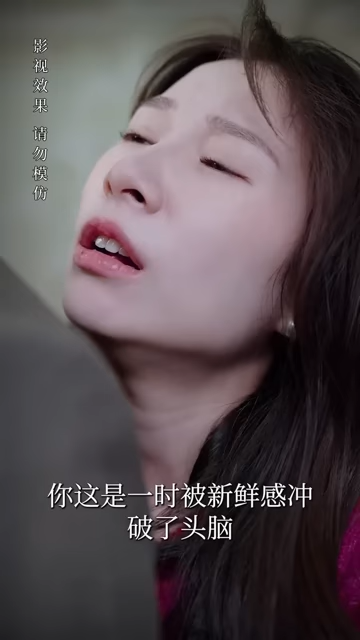 影视效果 请勿模仿
你这是一时被新鲜感冲
破了头脑